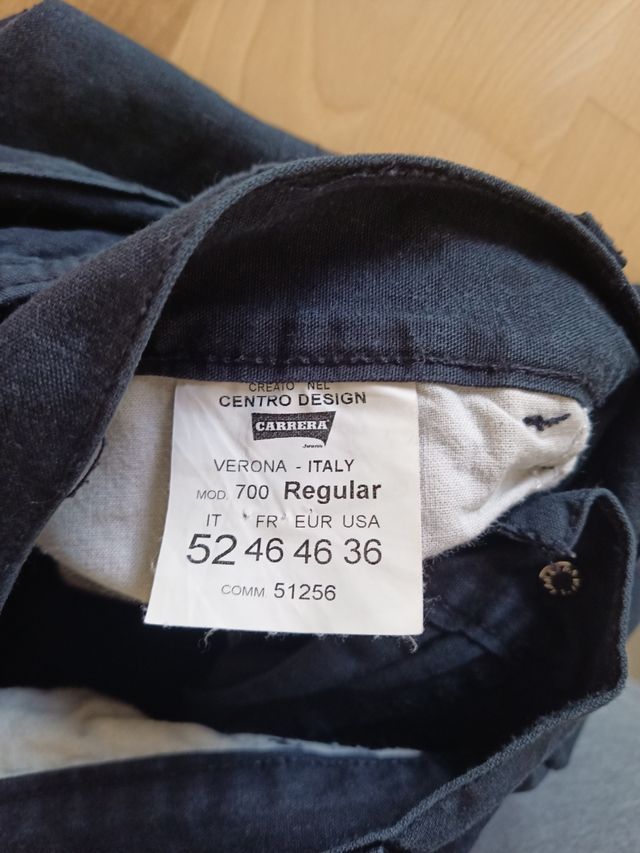 CREATO NEL
CENTRO DESIGN
CARRERA
Jeans
VERONA - ITALY
MOD. 700 Regular
IT FR EUR USA
52 46 46 36
COMM. 51256